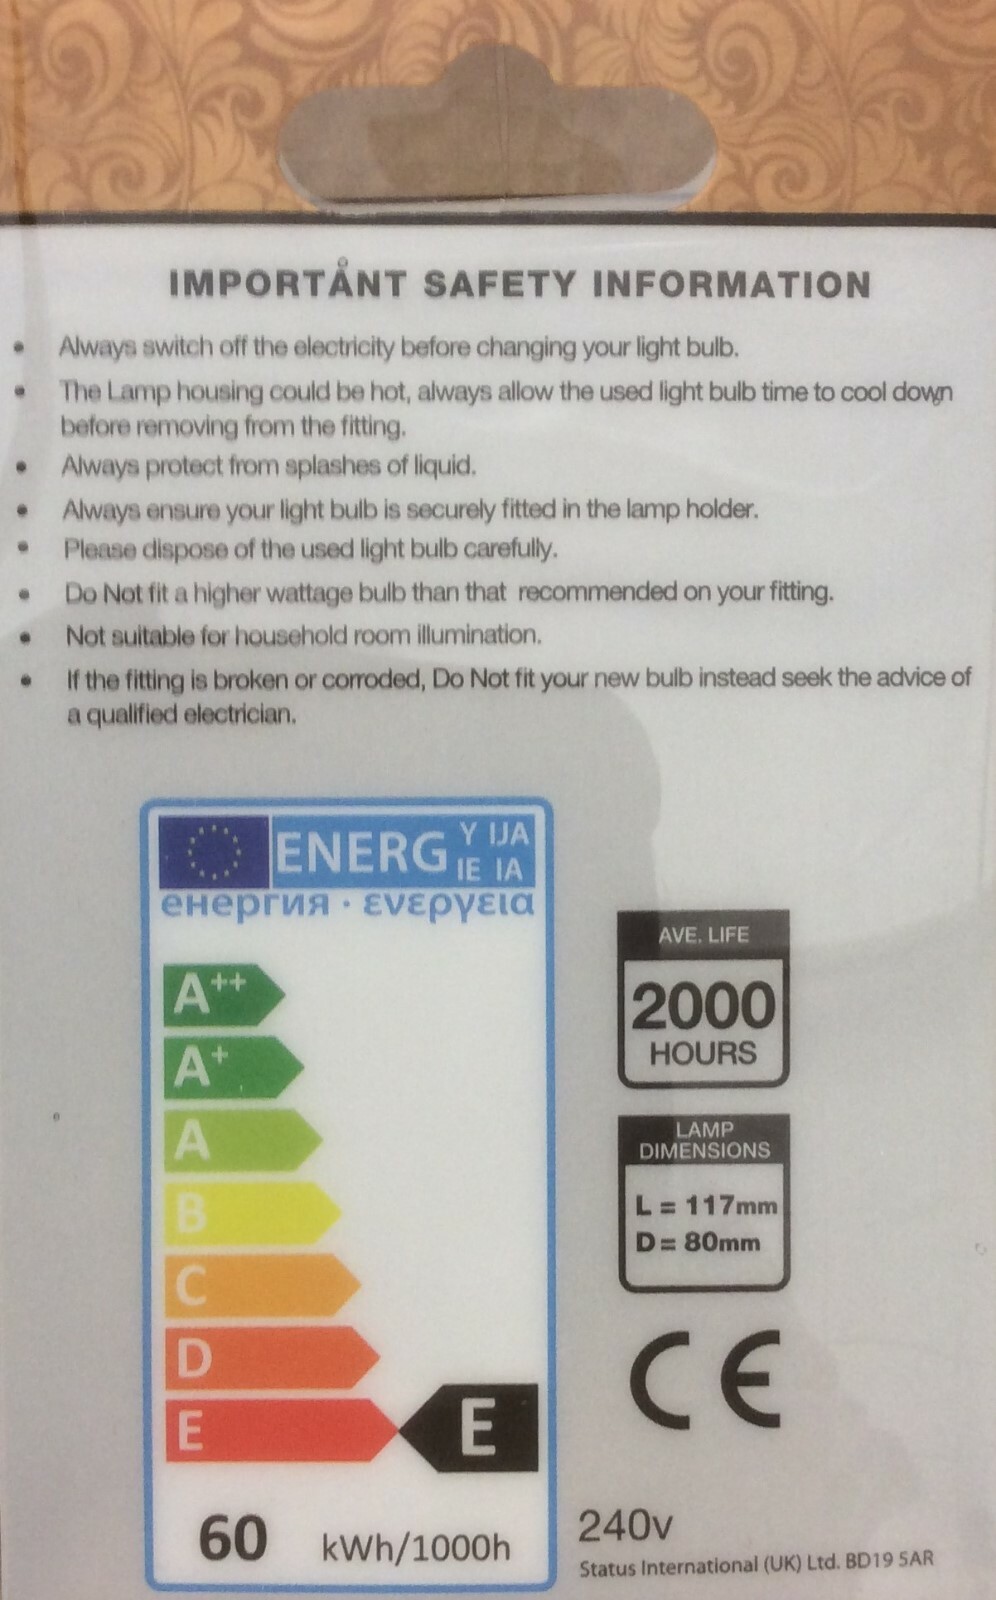 IMPORTÅNT SAFETY INFORMATION
• Always switch off the electricity before changing your light bulb.
• The Lamp housing could be hot, always allow the used light bulb time to cool down
before removing from the fitting.
• Always protect from splashes of liquid.
• Always ensure your light bulb is securely fitted in the lamp holder.
• Please dispose of the used light bulb carefully.
• Do Not fit a higher wattage bulb than that recommended on your fitting.
• Not suitable for household room illumination.
• If the fitting is broken or corroded, Do Not fit your new bulb instead seek the advice of
a qualified electrician.
ENERG Y IJA
IE IA
енергия · ενεργεια
A++
A+
A
B
C
D
E
E
60 kWh/1000h
AVE. LIFE
2000
HOURS
LAMP
DIMENSIONS
L = 117mm
D = 80mm
CE
240v
Status International (UK) Ltd. BD19 5AR